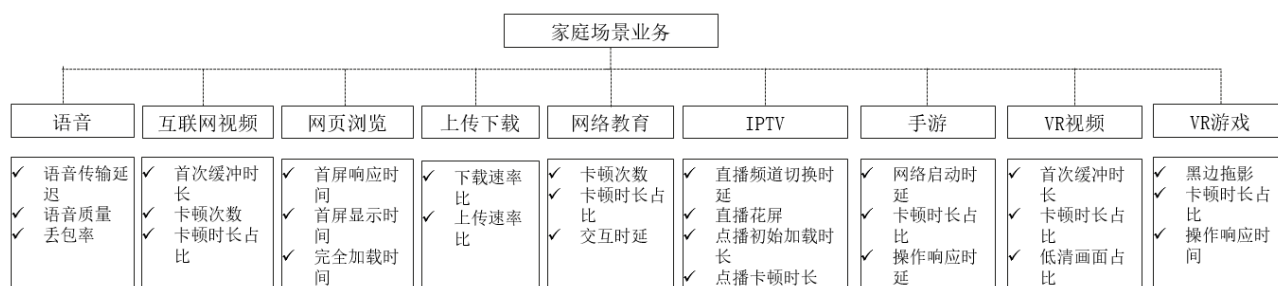 家庭场景业务
语音
互联网视频
网页浏览
上传下载
网络教育
IPTV
手游
VR视频
VR游戏
✓ 语音传输延
迟
✓ 语音质量
✓ 丢包率
✓ 首次缓冲时
长
✓ 卡顿次数
✓ 卡顿时长占
比
✓ 首屏响应时
间
✓ 首屏显示时
间
✓ 完全加载时
间
✓ 下载速率
比
✓ 上传速率
比
✓ 卡顿次数
✓ 卡顿时长占
比
✓ 交互时延
✓ 直播频道切换时
延
✓ 直播花屏
✓ 点播初始加载时
长
✓ 点播卡顿时长
✓ 网络启动时
延
✓ 卡顿时长占
比
✓ 操作响应时
延
✓ 首次缓冲时
长
✓ 卡顿时长占
比
✓ 低清画面占
比
✓ 黑边拖影
✓ 卡顿时长占
比
✓ 操作响应时
间